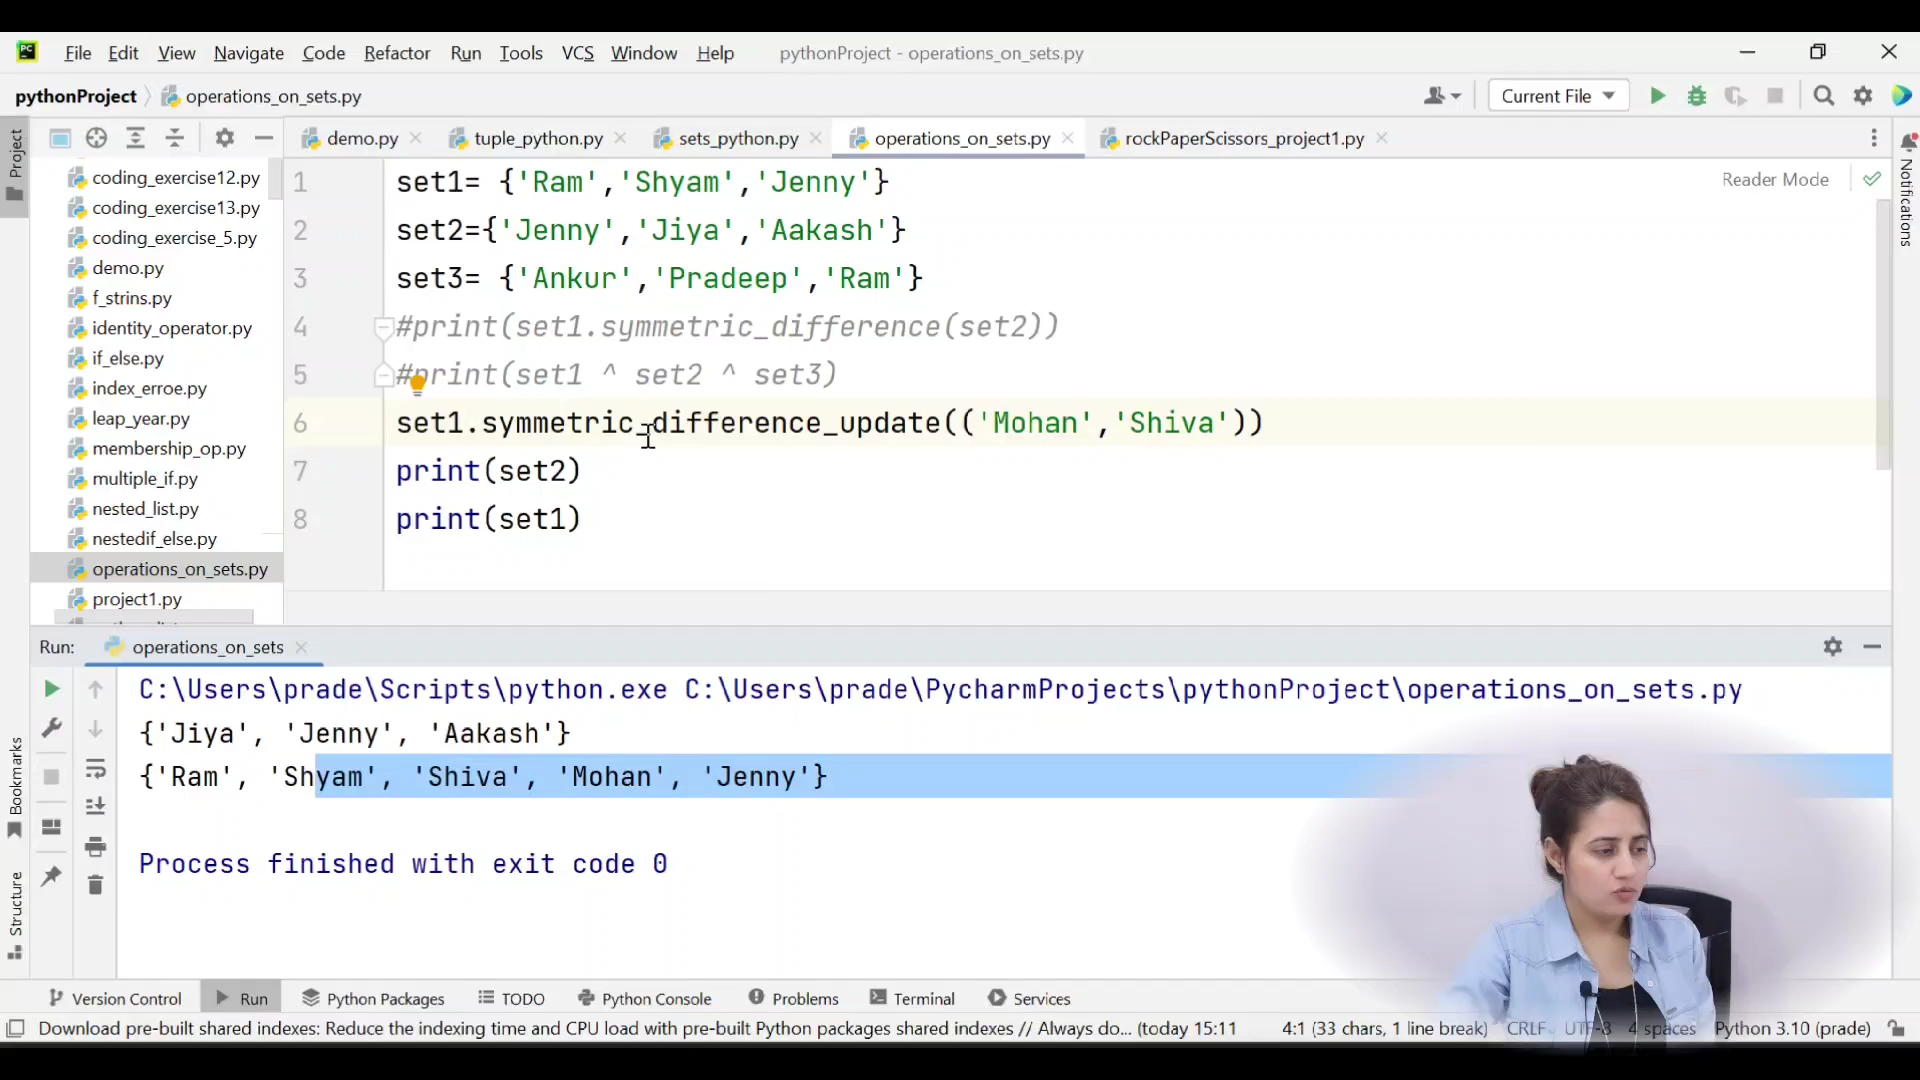 File Edit View Navigate Code Refactor Run Tools VCS Window Help pythonProject - operations_on_sets.py
pythonProject operations_on_sets.py Current File
demo.py tuple_python.py sets_python.py operations_on_sets.py rockPaperScissors_project1.py
Project
coding_exercise12.py
coding_exercise13.py
coding_exercise_5.py
demo.py
f_strins.py
identity_operator.py
if_else.py
index_erroe.py
leap_year.py
membership_op.py
multiple_if.py
nested_list.py
nestedif_else.py
operations_on_sets.py
project1.py
Reader Mode
Notifications
1 set1= {'Ram','Shyam','Jenny'}
2 set2={'Jenny','Jiya','Aakash'}
3 set3= {'Ankur','Pradeep','Ram'}
4 #print(set1.symmetric_difference(set2))
5 #print(set1 ^ set2 ^ set3)
6 set1.symmetric_difference_update(('Mohan','Shiva'))
7 print(set2)
8 print(set1)
Run: operations_on_sets
C:\Users\prade\Scripts\python.exe C:\Users\prade\PycharmProjects\pythonProject\operations_on_sets.py
{'Jiya', 'Jenny', 'Aakash'}
{'Ram', 'Shyam', 'Shiva', 'Mohan', 'Jenny'}
Process finished with exit code 0
Bookmarks
Structure
Version Control Run Python Packages TODO Python Console Problems Terminal Services
Download pre-built shared indexes: Reduce the indexing time and CPU load with pre-built Python packages shared indexes // Always do... (today 15:11 4:1 (33 chars, 1 line break) CRLF UTF-8 4 spaces Python 3.10 (prade)